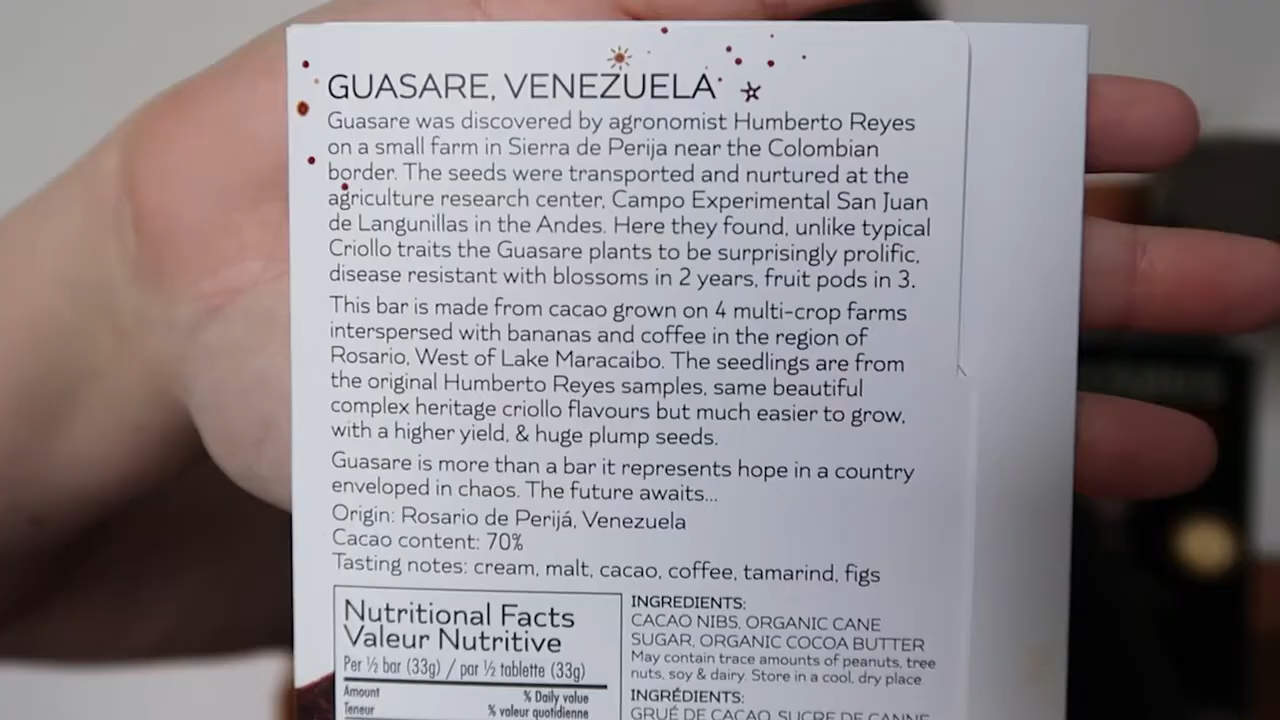 GUASARE, VENEZUELA
Guasare was discovered by agronomist Humberto Reyes
on a small farm in Sierra de Perija near the Colombian
border. The seeds were transported and nurtured at the
agriculture research center, Campo Experimental San Juan
de Langunillas in the Andes. Here they found, unlike typical
Criollo traits the Guasare plants to be surprisingly prolific,
disease resistant with blossoms in 2 years, fruit pods in 3.
This bar is made from cacao grown on 4 multi-crop farms
interspersed with bananas and coffee in the region of
Rosario, West of Lake Maracaibo. The seedlings are from
the original Humberto Reyes samples, same beautiful
complex heritage criollo flavours but much easier to grow,
with a higher yield, & huge plump seeds.
Guasare is more than a bar it represents hope in a country
enveloped in chaos. The future awaits...
Origin: Rosario de Perijá, Venezuela
Cacao content: 70%
Tasting notes: cream, malt, cacao, coffee, tamarind, figs
Nutritional Facts
Valeur Nutritive
Per ½ bar (33g) / par ½ tablette (33g)
Amount % Daily value
Teneur % valeur quotidienne
INGREDIENTS:
CACAO NIBS, ORGANIC CANE
SUGAR, ORGANIC COCOA BUTTER
May contain trace amounts of peanuts, tree
nuts, soy & dairy. Store in a cool, dry place.
INGRÉDIENTS:
GRUÉ DE CACAO, SUCRE DE CANNE